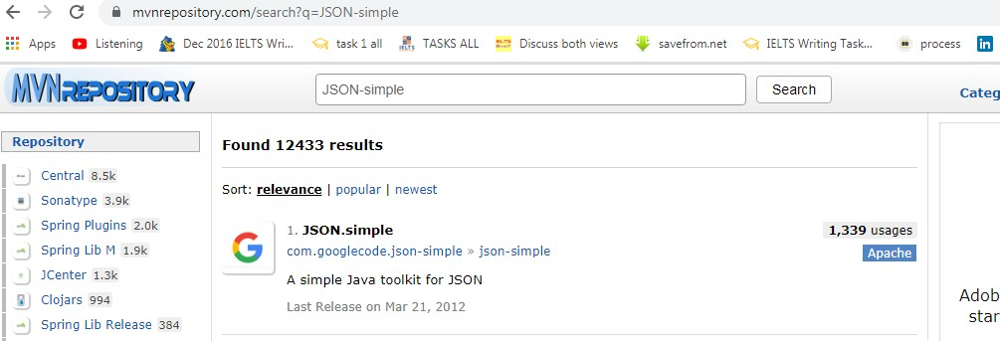 mvnrepository.com/search?q=JSON-simple
Apps Listening Dec 2016 IELTS Wri... task 1 all IELTS TASKS ALL Discuss both views savefrom.net IELTS Writing Task... process in
MVNREPOSITORY
JSON-simple Search
Categ
Repository
Central 8.5k
Sonatype 3.9k
Spring Plugins 2.0k
Spring Lib M 1.9k
JCenter 1.3k
Clojars 994
Spring Lib Release 384
Found 12433 results
Sort: relevance | popular | newest
1. JSON.simple 1,339 usages
com.googlecode.json-simple » json-simple Apache
A simple Java toolkit for JSON
Last Release on Mar 21, 2012
Adob
star